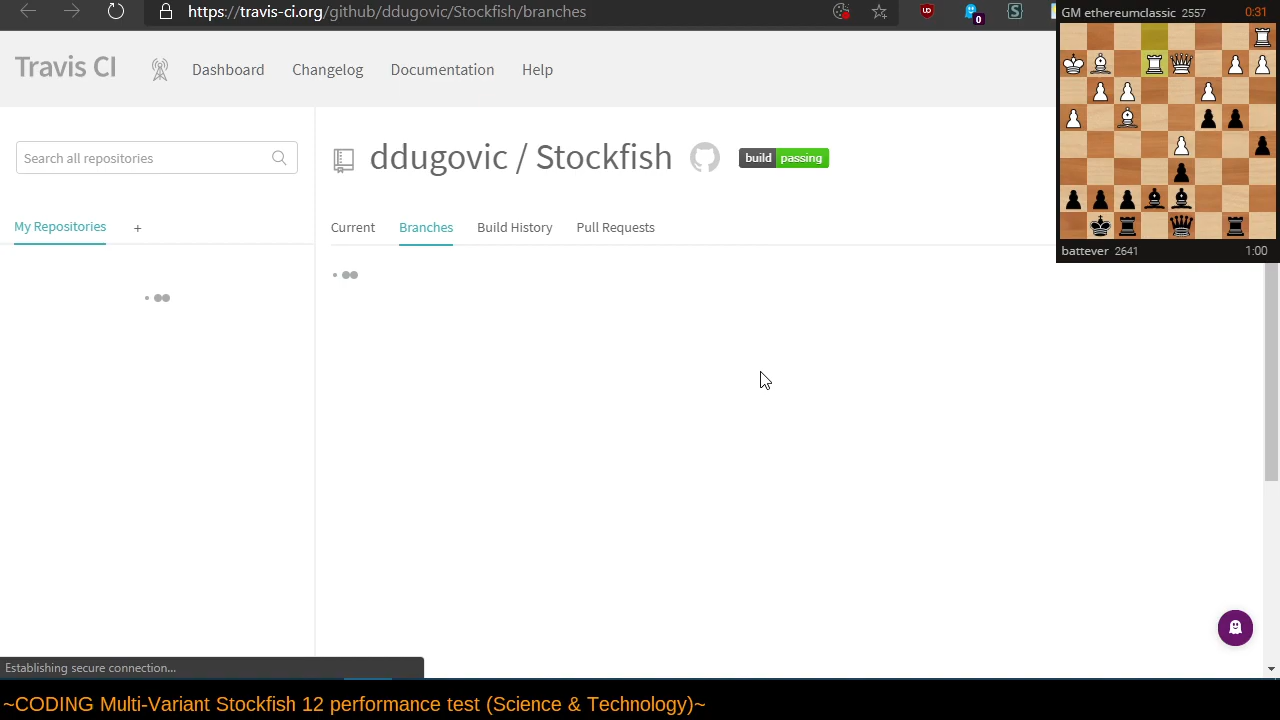 https://travis-ci.org/github/ddugovic/Stockfish/branches
0
GM ethereumclassic 2557 0:31
Travis CI
Dashboard Changelog Documentation Help
Search all repositories
ddugovic / Stockfish
build passing
My Repositories +
Current Branches Build History Pull Requests
battever 2641 1:00
Establishing secure connection...
~CODING Multi-Variant Stockfish 12 performance test (Science & Technology)~